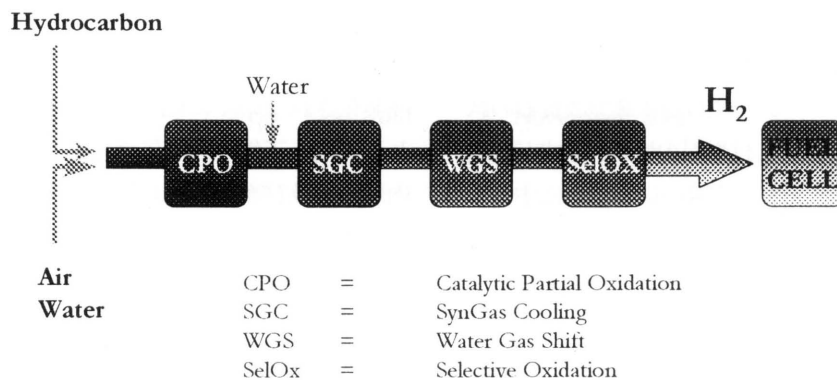 Hydrocarbon
Water
H2
CPO
SGC
WGS
SelOX
FUEL
CELL
Air
Water
CPO = Catalytic Partial Oxidation
SGC = SynGas Cooling
WGS = Water Gas Shift
SelOx = Selective Oxidation